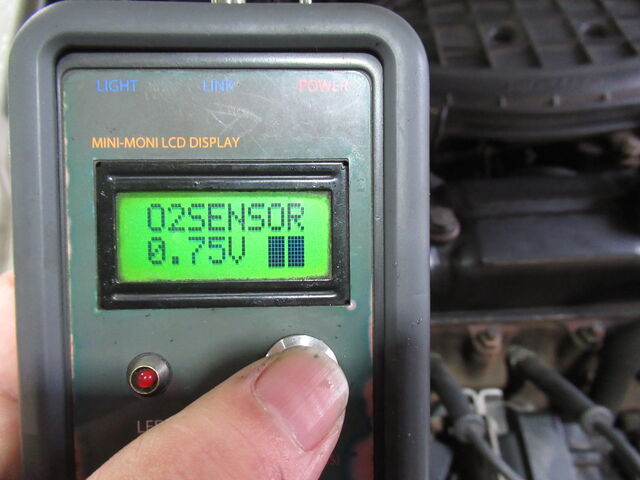 LIGHT LINK POWER
MINI-MONI LCD DISPLAY
O2SENSOR
0.75V